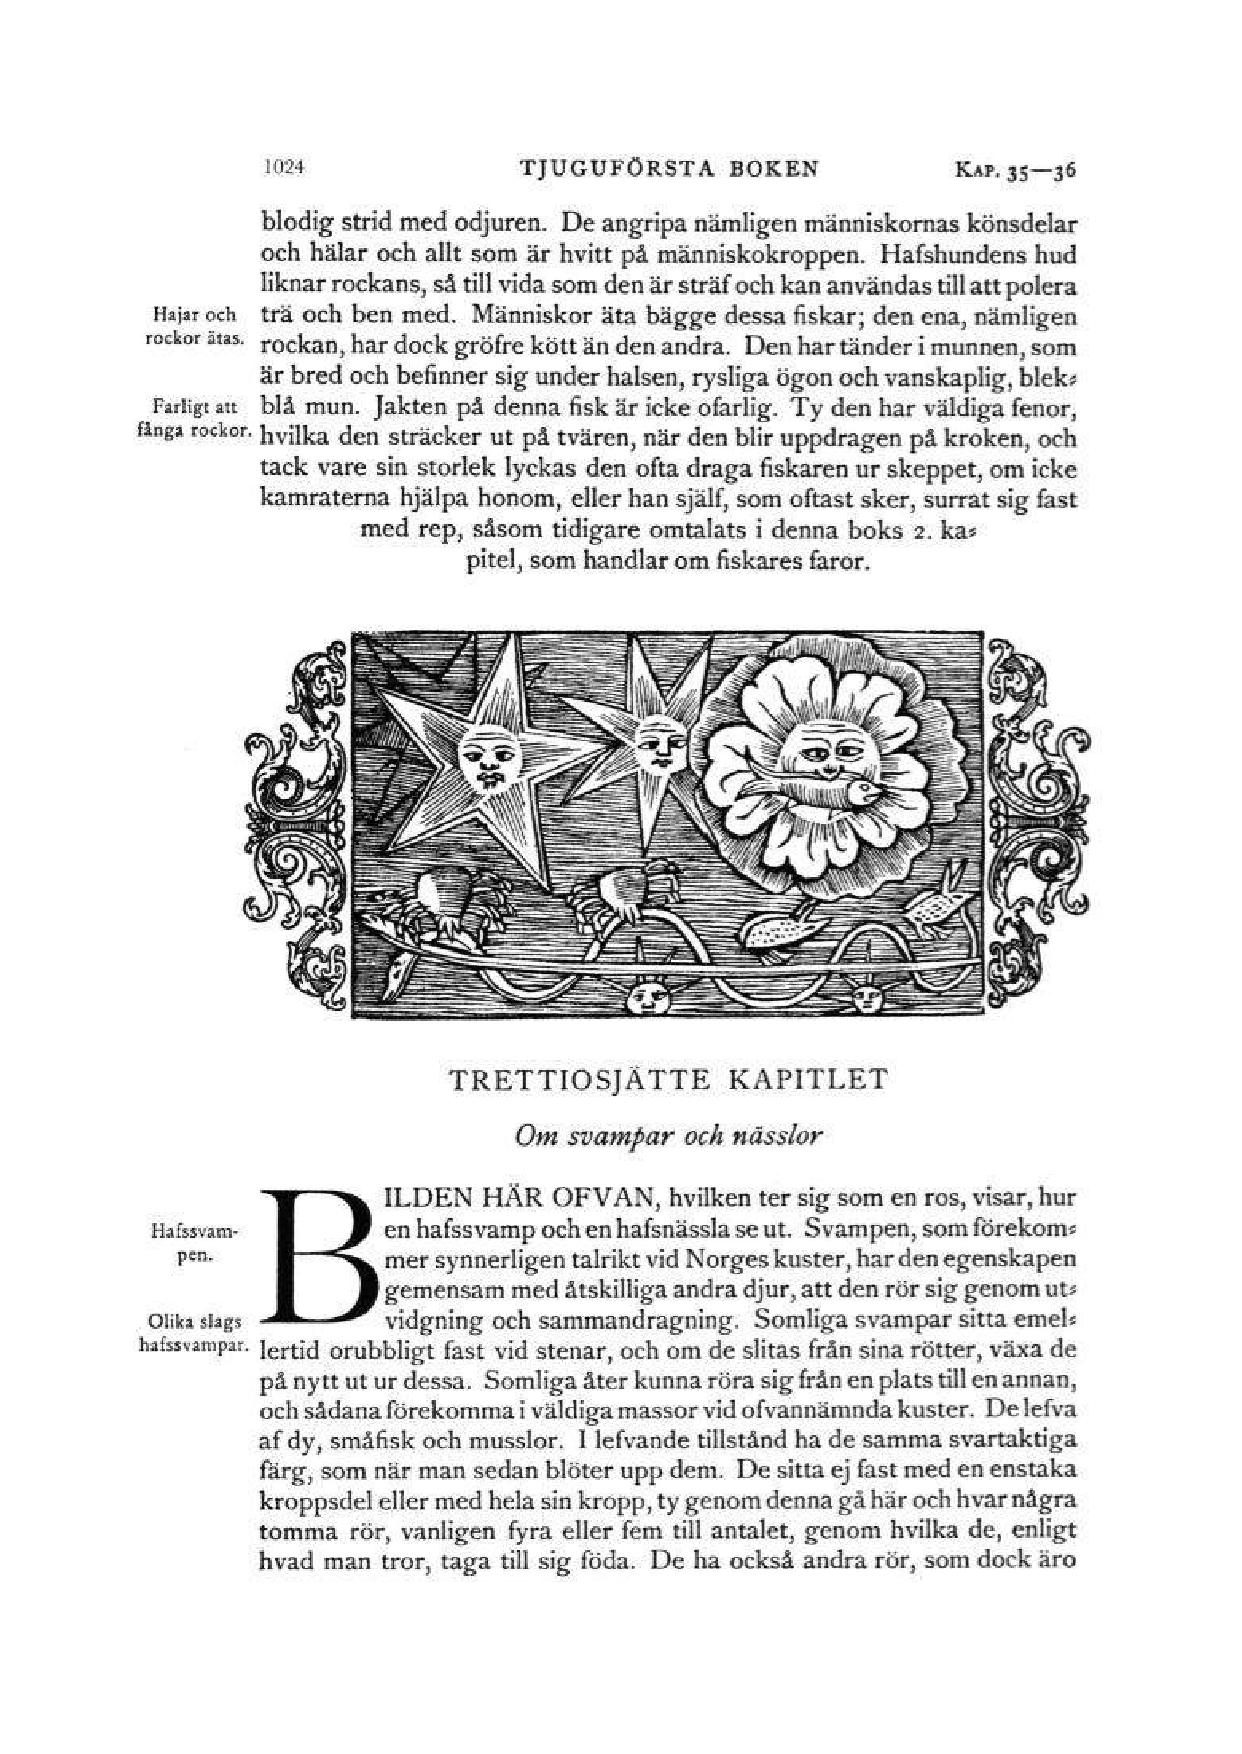 1024 TJUGUFÖRSTA BOKEN KAP. 35—36
blodig strid med odjuren. De angripa nämligen människornas könsdelar
och hälar och allt som är hvitt på människokroppen. Hafshundens hud
liknar rockans, så till vida som den är sträf och kan användas till att polera
Hajar och
rockor ätas.
trä och ben med. Människor äta bägge dessa fiskar; den ena, nämligen
rockan, har dock gröfre kött än den andra. Den har tänder i munnen, som
är bred och befinner sig under halsen, rysliga ögon och vanskaplig, blek-
Farligt att
fånga rockor.
blå mun. Jakten på denna fisk är icke ofarlig. Ty den har väldiga fenor,
hvilka den sträcker ut på tvären, när den blir uppdragen på kroken, och
tack vare sin storlek lyckas den ofta draga fiskaren ur skeppet, om icke
kamraterna hjälpa honom, eller han själf, som oftast sker, surrat sig fast
med rep, såsom tidigare omtalats i denna boks 2. ka-
pitel, som handlar om fiskares faror.
TRETTIOSJÄTTE KAPITLET
Om svampar och nässlor
BILDEN HÄR OFVAN, hvilken ter sig som en ros, visar, hur
Hafssvam-
pen.
en hafssvamp och en hafsnässla se ut. Svampen, som förekom-
mer synnerligen talrikt vid Norges kuster, har den egenskapen
gemensam med åtskilliga andra djur, att den rör sig genom ut-
Olika slags
hafssvampar.
vidgning och sammandragning. Somliga svampar sitta emel-
lertid orubbligt fast vid stenar, och om de slitas från sina rötter, växa de
på nytt ut ur dessa. Somliga åter kunna röra sig från en plats till en annan,
och sådana förekomma i väldiga massor vid ofvannämnda kuster. De lefva
af dy, småfisk och musslor. I lefvande tillstånd ha de samma svartaktiga
färg, som när man sedan blöter upp dem. De sitta ej fast med en enstaka
kroppsdel eller med hela sin kropp, ty genom denna gå här och hvar några
tomma rör, vanligen fyra eller fem till antalet, genom hvilka de, enligt
hvad man tror, taga till sig föda. De ha också andra rör, som dock äro